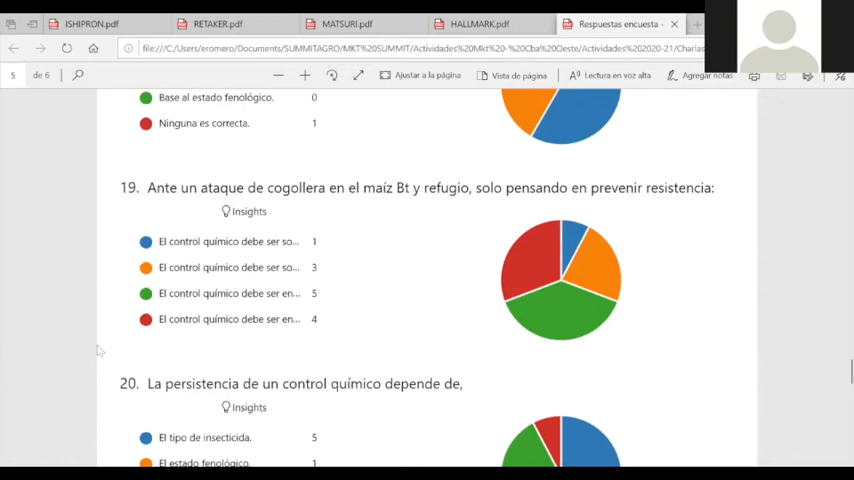 ISHIPRON.pdf
RETAKER.pdf
MATSURI.pdf
HALLMARK.pdf
Respuestas encuesta -
file:///C:/Users/eromero/Documents/SUMMITAGRO/MKT%20SUMMIT/Actividades%20Mkt%20-%20Cba%20Oeste/Actividades%202020-21/Charlas
5 de 6
Ajustar a la página
Vista de página
Lectura en voz alta
Agregar notas
Base al estado fenológico. 0
Ninguna es correcta. 1
19. Ante un ataque de cogollera en el maíz Bt y refugio, solo pensando en prevenir resistencia:
Insights
El control químico debe ser so... 1
El control químico debe ser so... 3
El control químico debe ser en... 5
El control químico debe ser en... 4
20. La persistencia de un control químico depende de,
Insights
El tipo de insecticida. 5
El estado fenológico. 1